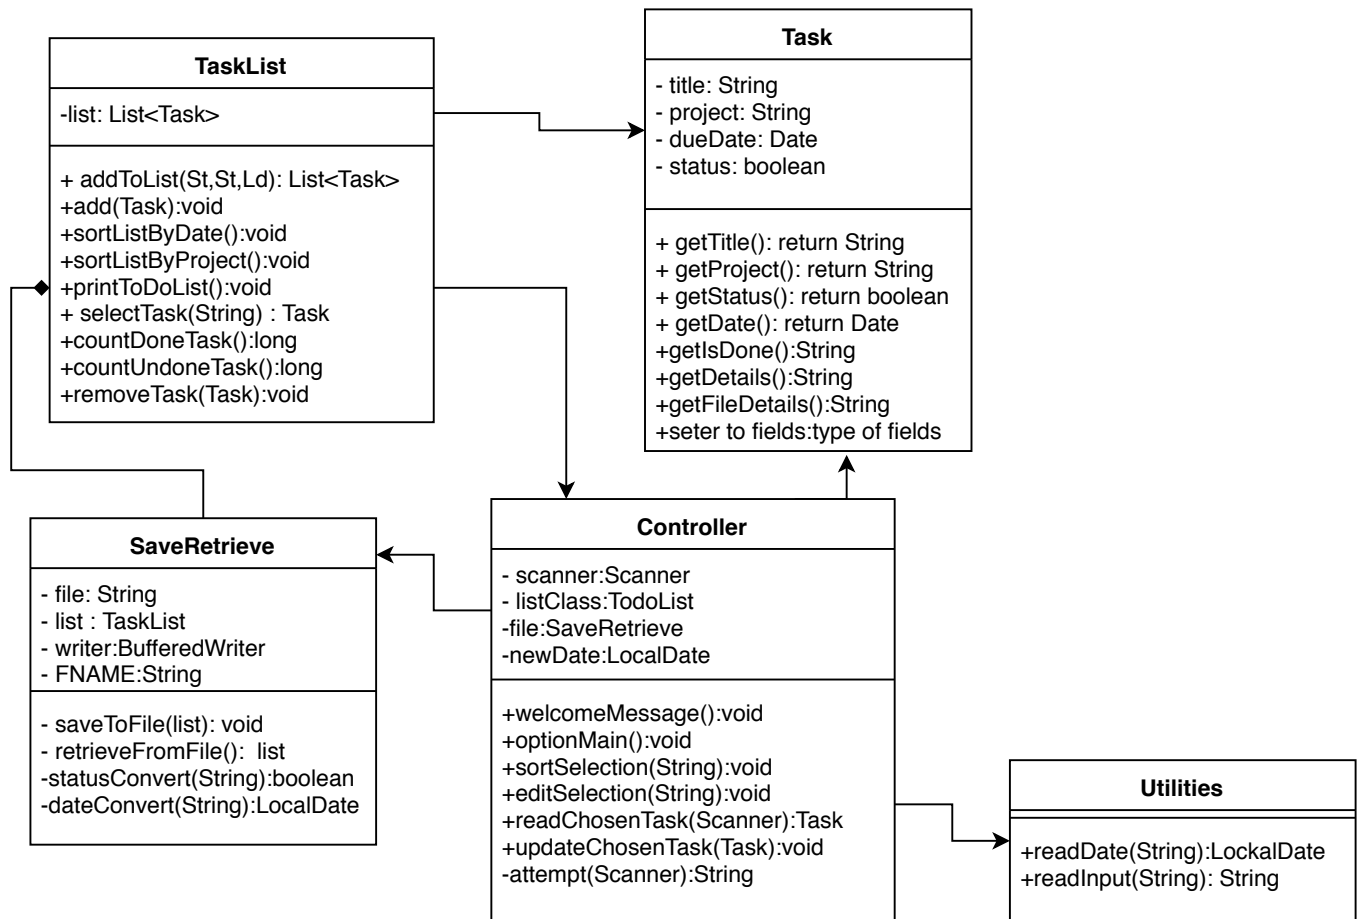 TaskList
-list: List<Task>
+ addToList(St,St,Ld): List<Task>
+add(Task):void
+sortListByDate():void
+sortListByProject():void
+printToDoList():void
+ selectTask(String) : Task
+countDoneTask():long
+countUndoneTask():long
+removeTask(Task):void
Task
- title: String
- project: String
- dueDate: Date
- status: boolean
+ getTitle(): return String
+ getProject(): return String
+ getStatus(): return boolean
+ getDate(): return Date
+getIsDone():String
+getDetails():String
+getFileDetails():String
+seter to fields:type of fields
SaveRetrieve
- file: String
- list : TaskList
- writer:BufferedWriter
- FNAME:String
- saveToFile(list): void
- retrieveFromFile():  list
-statusConvert(String):boolean
-dateConvert(String):LocalDate
Controller
- scanner:Scanner
- listClass:TodoList
-file:SaveRetrieve
-newDate:LocalDate
+welcomeMessage():void
+optionMain():void
+sortSelection(String):void
+editSelection(String):void
+readChosenTask(Scanner):Task
+updateChosenTask(Task):void
-attempt(Scanner):String
Utilities
+readDate(String):LockalDate
+readInput(String): String